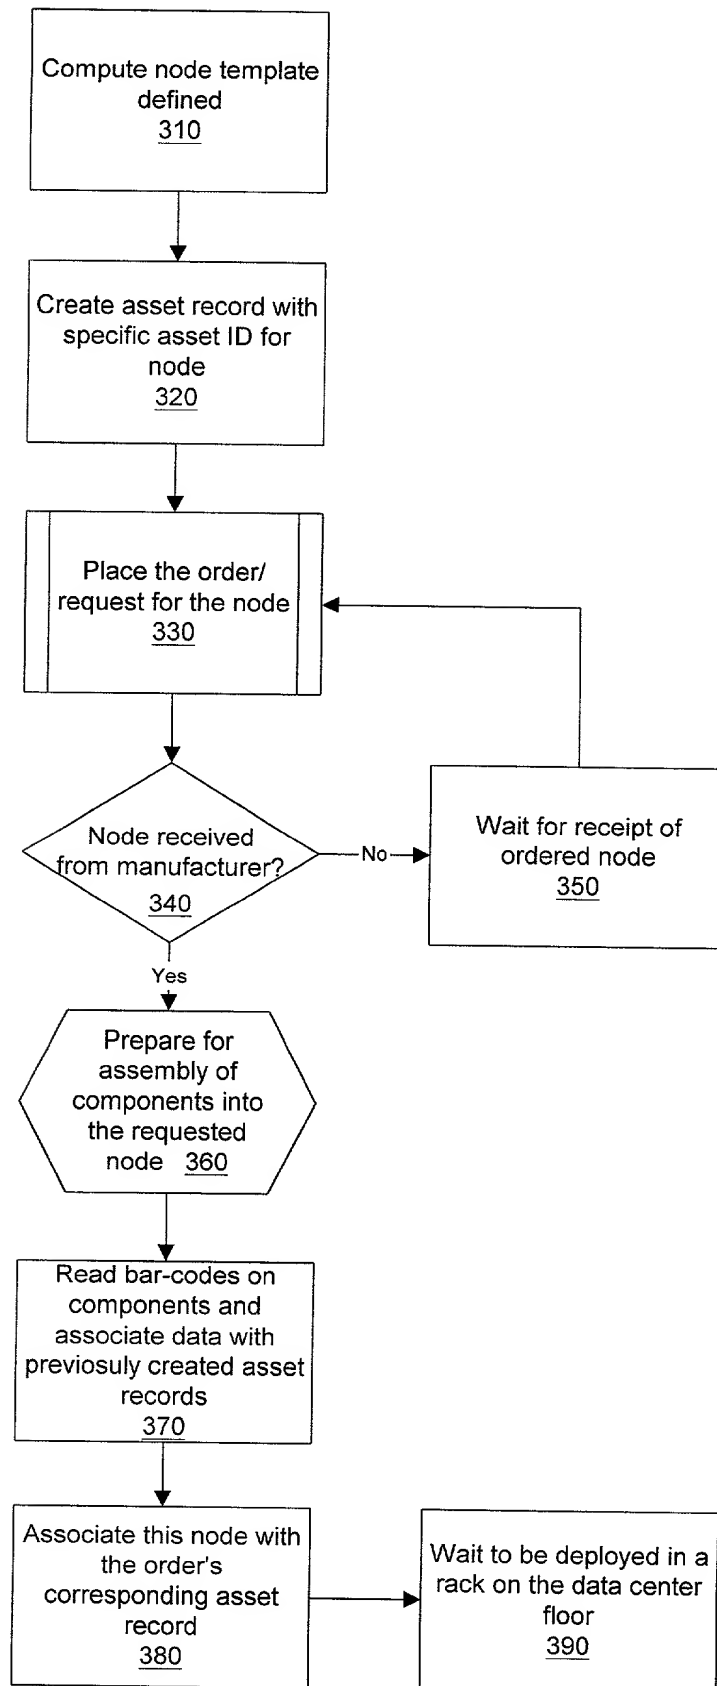 Compute node template
defined
310
Create asset record with
specific asset ID for
node
320
Place the order/
request for the node
330
Node received
from manufacturer?
340
No
Wait for receipt of
ordered node
350
Yes
Prepare for
assembly of
components into
the requested
node 360
Read bar-codes on
components and
associate data with
previosuly created asset
records
370
Associate this node with
the order's
corresponding asset
record
380
Wait to be deployed in a
rack on the data center
floor
390